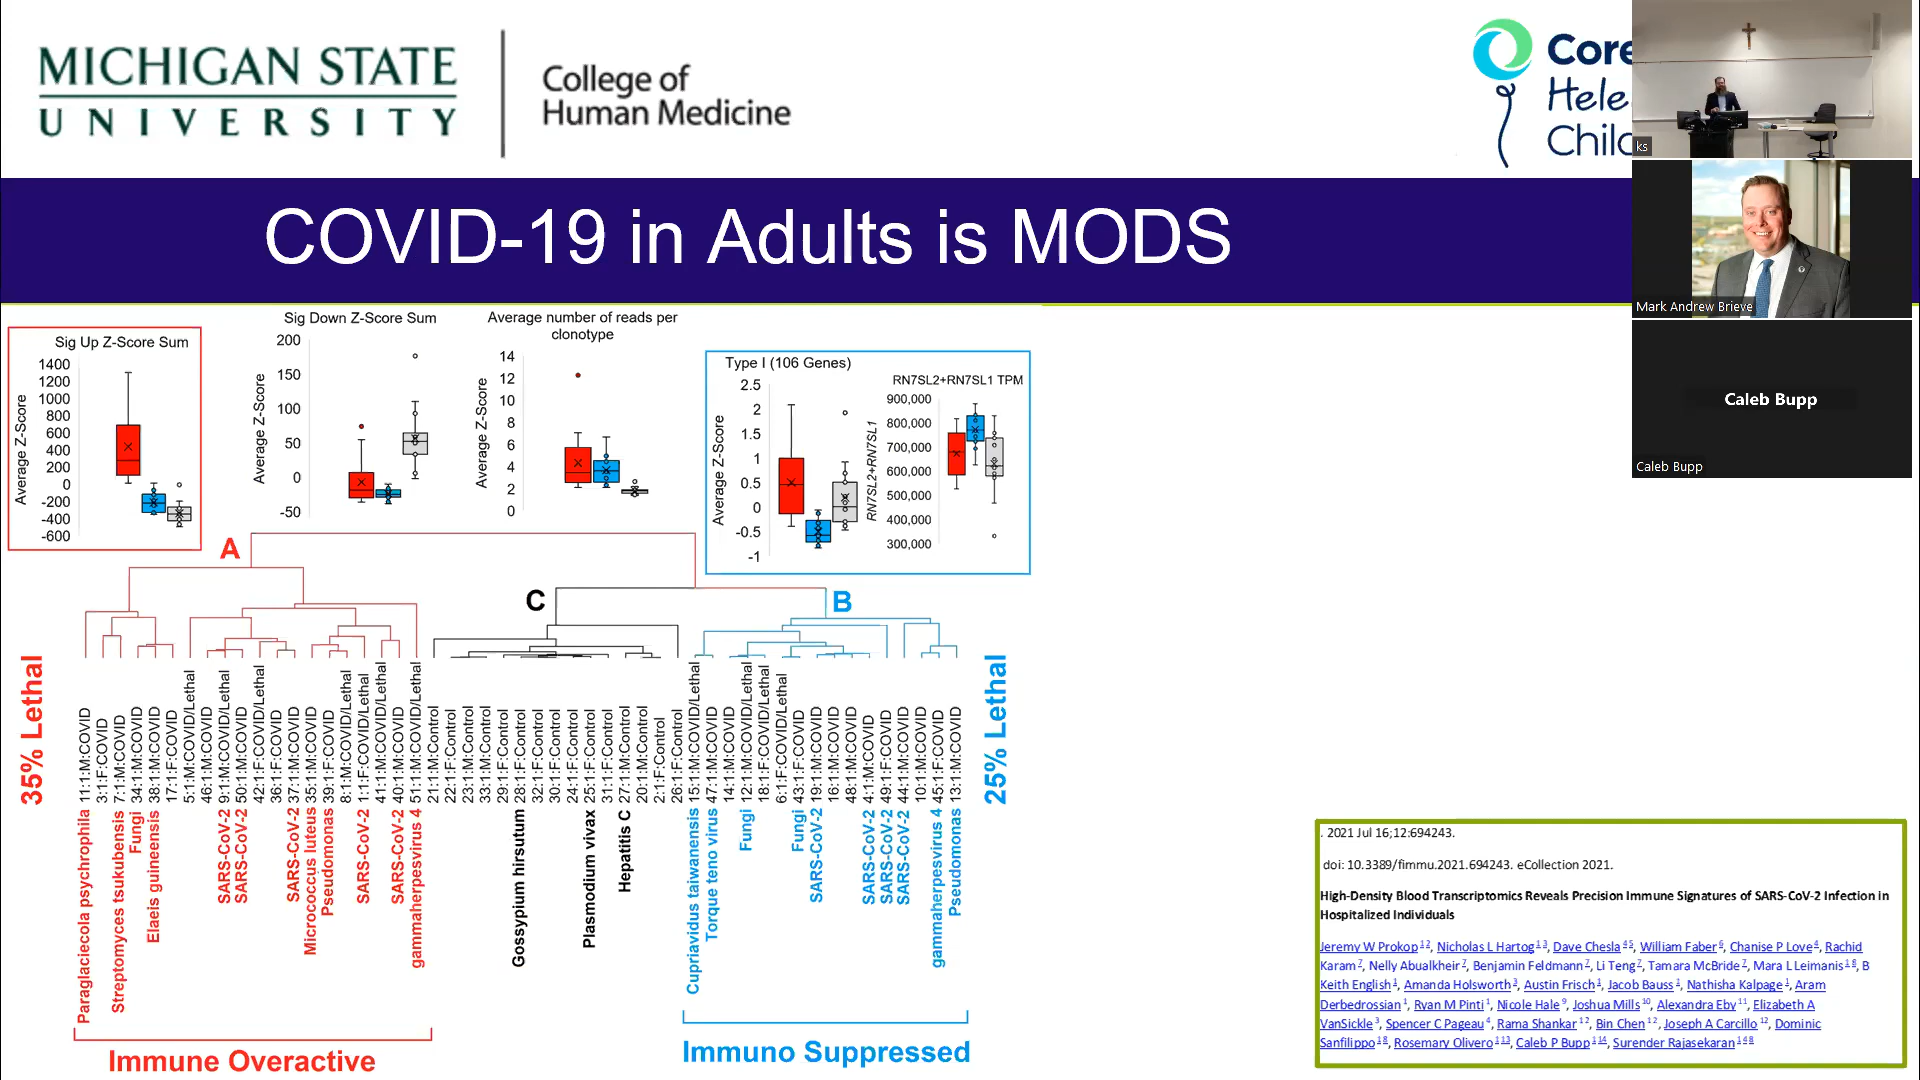 MICHIGAN STATE
UNIVERSITY
College of
Human Medicine
Core
Hele
Chil
ks
Mark Andrew Brieve
Caleb Bupp
Caleb Bupp
COVID-19 in Adults is MODS
Sig Up Z-Score Sum
Average Z-Score
1400
1200
1000
800
600
400
200
0
-200
-400
-600
Sig Down Z-Score Sum
Average Z-Score
200
150
100
50
0
-50
Average number of reads per
clonotype
Average Z-Score
14
12
10
8
6
4
2
0
Type I (106 Genes)
Average Z-Score
2.5
2
1.5
1
0.5
0
-0.5
-1
RN7SL2+RN7SL1 TPM
RN7SL2+RN7SL1
900,000
800,000
700,000
600,000
500,000
400,000
300,000
A
C
B
35% Lethal
25% Lethal
11:1:M:COVID
3:1:F:COVID
7:1:M:COVID
34:1:M:COVID
38:1:M:COVID
17:1:F:COVID
5:1:M:COVID/Lethal
46:1:M:COVID
9:1:M:COVID/Lethal
50:1:M:COVID
42:1:F:COVID/Lethal
36:1:F:COVID
37:1:M:COVID
35:1:M:COVID
39:1:F:COVID
8:1:M:COVID/Lethal
1:1:F:COVID/Lethal
41:1:M:COVID/Lethal
40:1:M:COVID
51:1:M:COVID/Lethal
21:1:M:Control
22:1:F:Control
23:1:M:Control
33:1:M:Control
29:1:F:Control
28:1:F:Control
32:1:F:Control
30:1:F:Control
24:1:F:Control
25:1:F:Control
31:1:F:Control
27:1:M:Control
20:1:M:Control
2:1:F:Control
26:1:F:Control
15:1:M:COVID/Lethal
47:1:M:COVID
14:1:M:COVID
12:1:M:COVID/Lethal
18:1:F:COVID/Lethal
6:1:F:COVID/Lethal
43:1:F:COVID
19:1:M:COVID
16:1:M:COVID
48:1:M:COVID
4:1:M:COVID
49:1:F:COVID
44:1:M:COVID
10:1:M:COVID
45:1:F:COVID
13:1:M:COVID
Paraglaciecola psychrophila
Streptomyces tsukubensis
Fungi
Elaeis guineensis
SARS-CoV-2
SARS-CoV-2
SARS-CoV-2
Micrococcus luteus
Pseudomonas
SARS-CoV-2
SARS-CoV-2
gammaherpesvirus 4
Gossypium hirsutum
Plasmodium vivax
Hepatitis C
Cupriavidus taiwanensis
Torque teno virus
Fungi
Fungi
SARS-CoV-2
SARS-CoV-2
SARS-CoV-2
SARS-CoV-2
gammaherpesvirus 4
Pseudomonas
Immune Overactive
Immuno Suppressed
. 2021 Jul 16;12:694243.
doi: 10.3389/fimmu.2021.694243. eCollection 2021.
High-Density Blood Transcriptomics Reveals Precision Immune Signatures of SARS-CoV-2 Infection in
Hospitalized Individuals
Jeremy W Prokop 1 2, Nicholas L Hartog 1 3, Dave Chesla 4 5, William Faber 6, Chanise P Love 4, Rachid
Karam 7, Nelly Abualkheir 7, Benjamin Feldmann 7, Li Teng 7, Tamara McBride 7, Mara L Leimanis 1 8, B
Keith English 1, Amanda Holsworth 3, Austin Frisch 1, Jacob Bauss 1, Nathisha Kalpage 1, Aram
Derbedrossian 1, Ryan M Pinti 1, Nicole Hale 9, Joshua Mills 10, Alexandra Eby 11, Elizabeth A
VanSickle 3, Spencer C Pageau 4, Rama Shankar 1 2, Bin Chen 1 2, Joseph A Carcillo 12, Dominic
Sanfilippo 1 8, Rosemary Olivero 1 13, Caleb P Bupp 1 14, Surender Rajasekaran 1 4 8